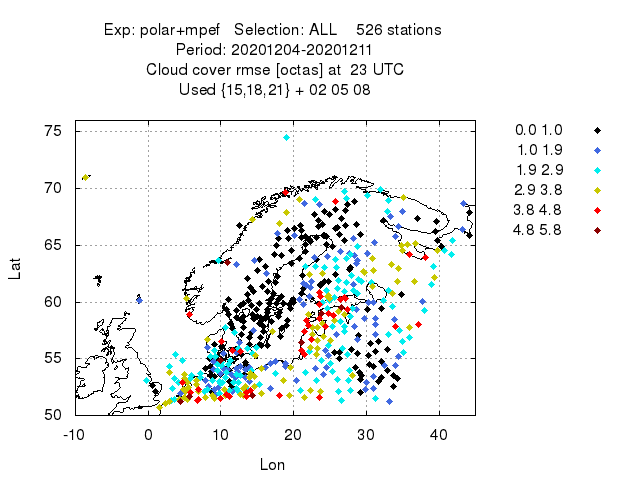 Exp: polar+mpef   Selection: ALL    526 stations
Period: 20201204-20201211
Cloud cover rmse [octas] at  23 UTC
Used {15,18,21} + 02 05 08
0.0 1.0
1.0 1.9
1.9 2.9
2.9 3.8
3.8 4.8
4.8 5.8
75
70
65
60
55
50
Lat
-10 0 10 20 30 40
Lon